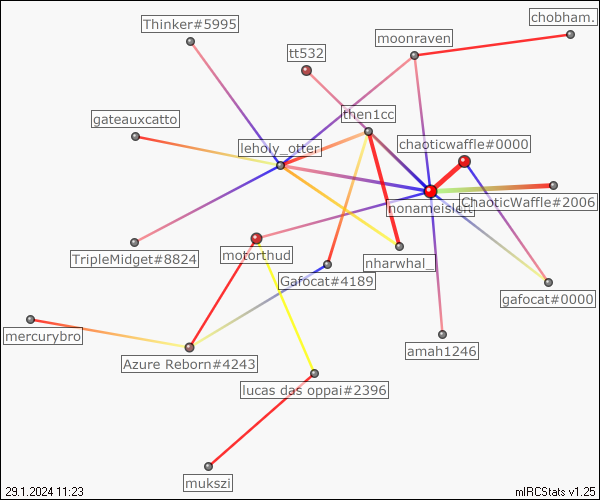 Thinker#5995
chobham.
moonraven
tt532
then1cc
gateauxcatto
leholy_otter
chaoticwaffle#0000
ChaoticWaffle#2006
TripleMidget#8824
motorthud
nharwhal_
Gafocat#4189
gafocat#0000
mercurybro
amah1246
Azure Reborn#4243
lucas das oppai#2396
mukszi
29.1.2024 11:23
mIRCStats v1.25